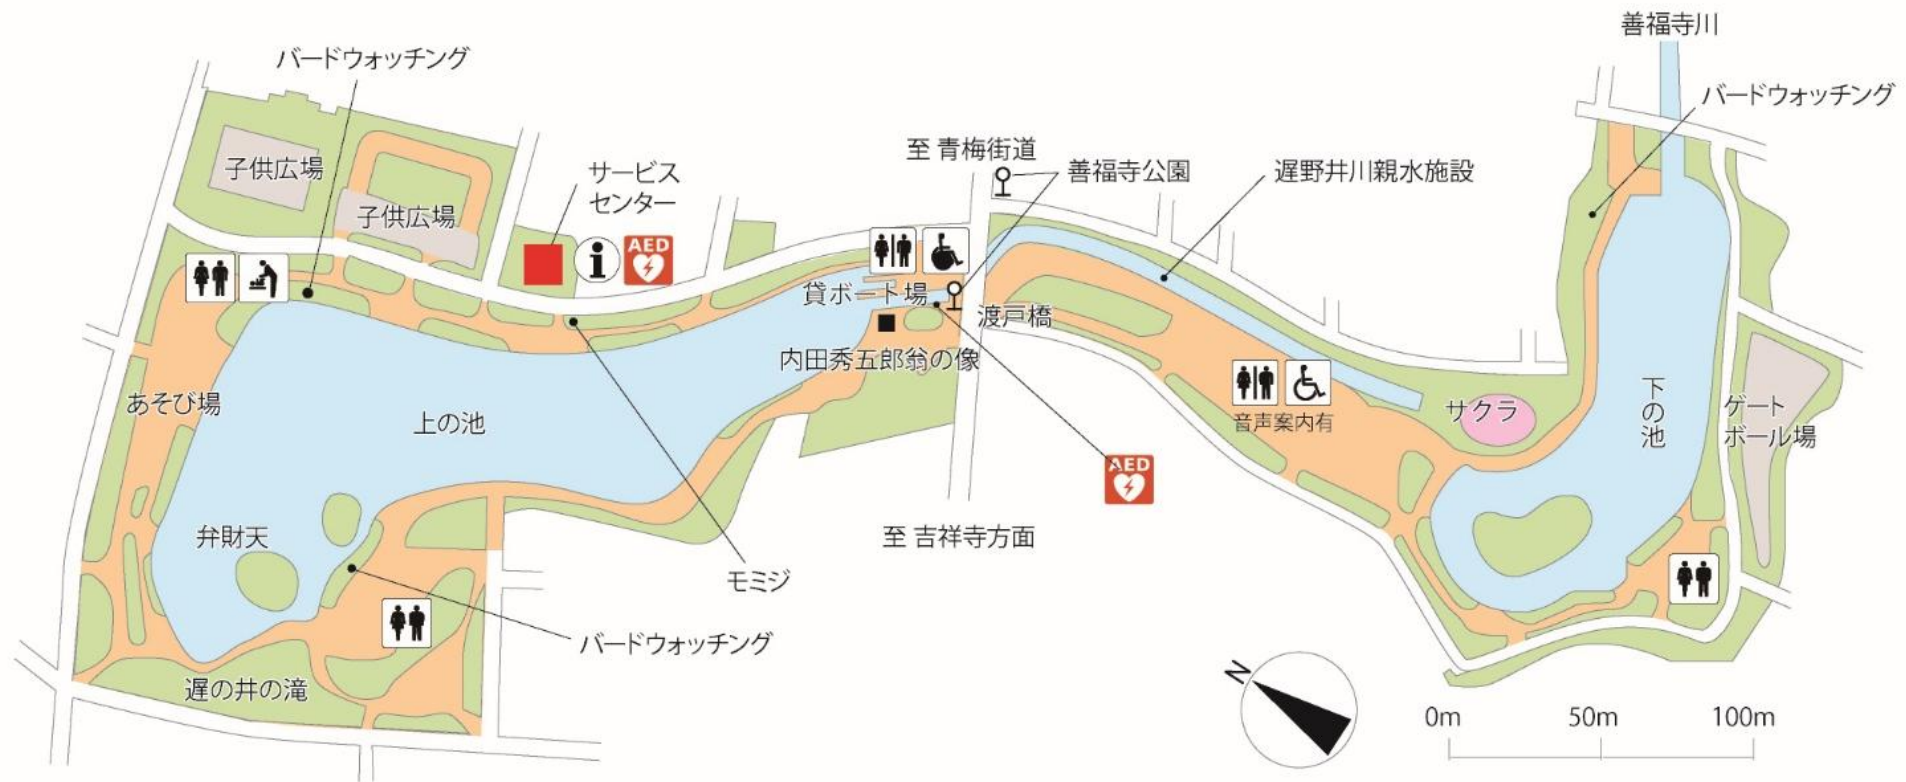 善福寺川
バードウォッチング
バードウォッチング
至 青梅街道
子供広場
サービス
センター
善福寺公園
遅野井川親水施設
子供広場
AED
i
貸ボート場
渡戸橋
内田秀五郎翁の像
あそび場
上の池
音声案内有
サクラ
下の池
ゲート
ボール場
AED
弁財天
至 吉祥寺方面
モミジ
バードウォッチング
遅の井の滝
N
0m 50m 100m